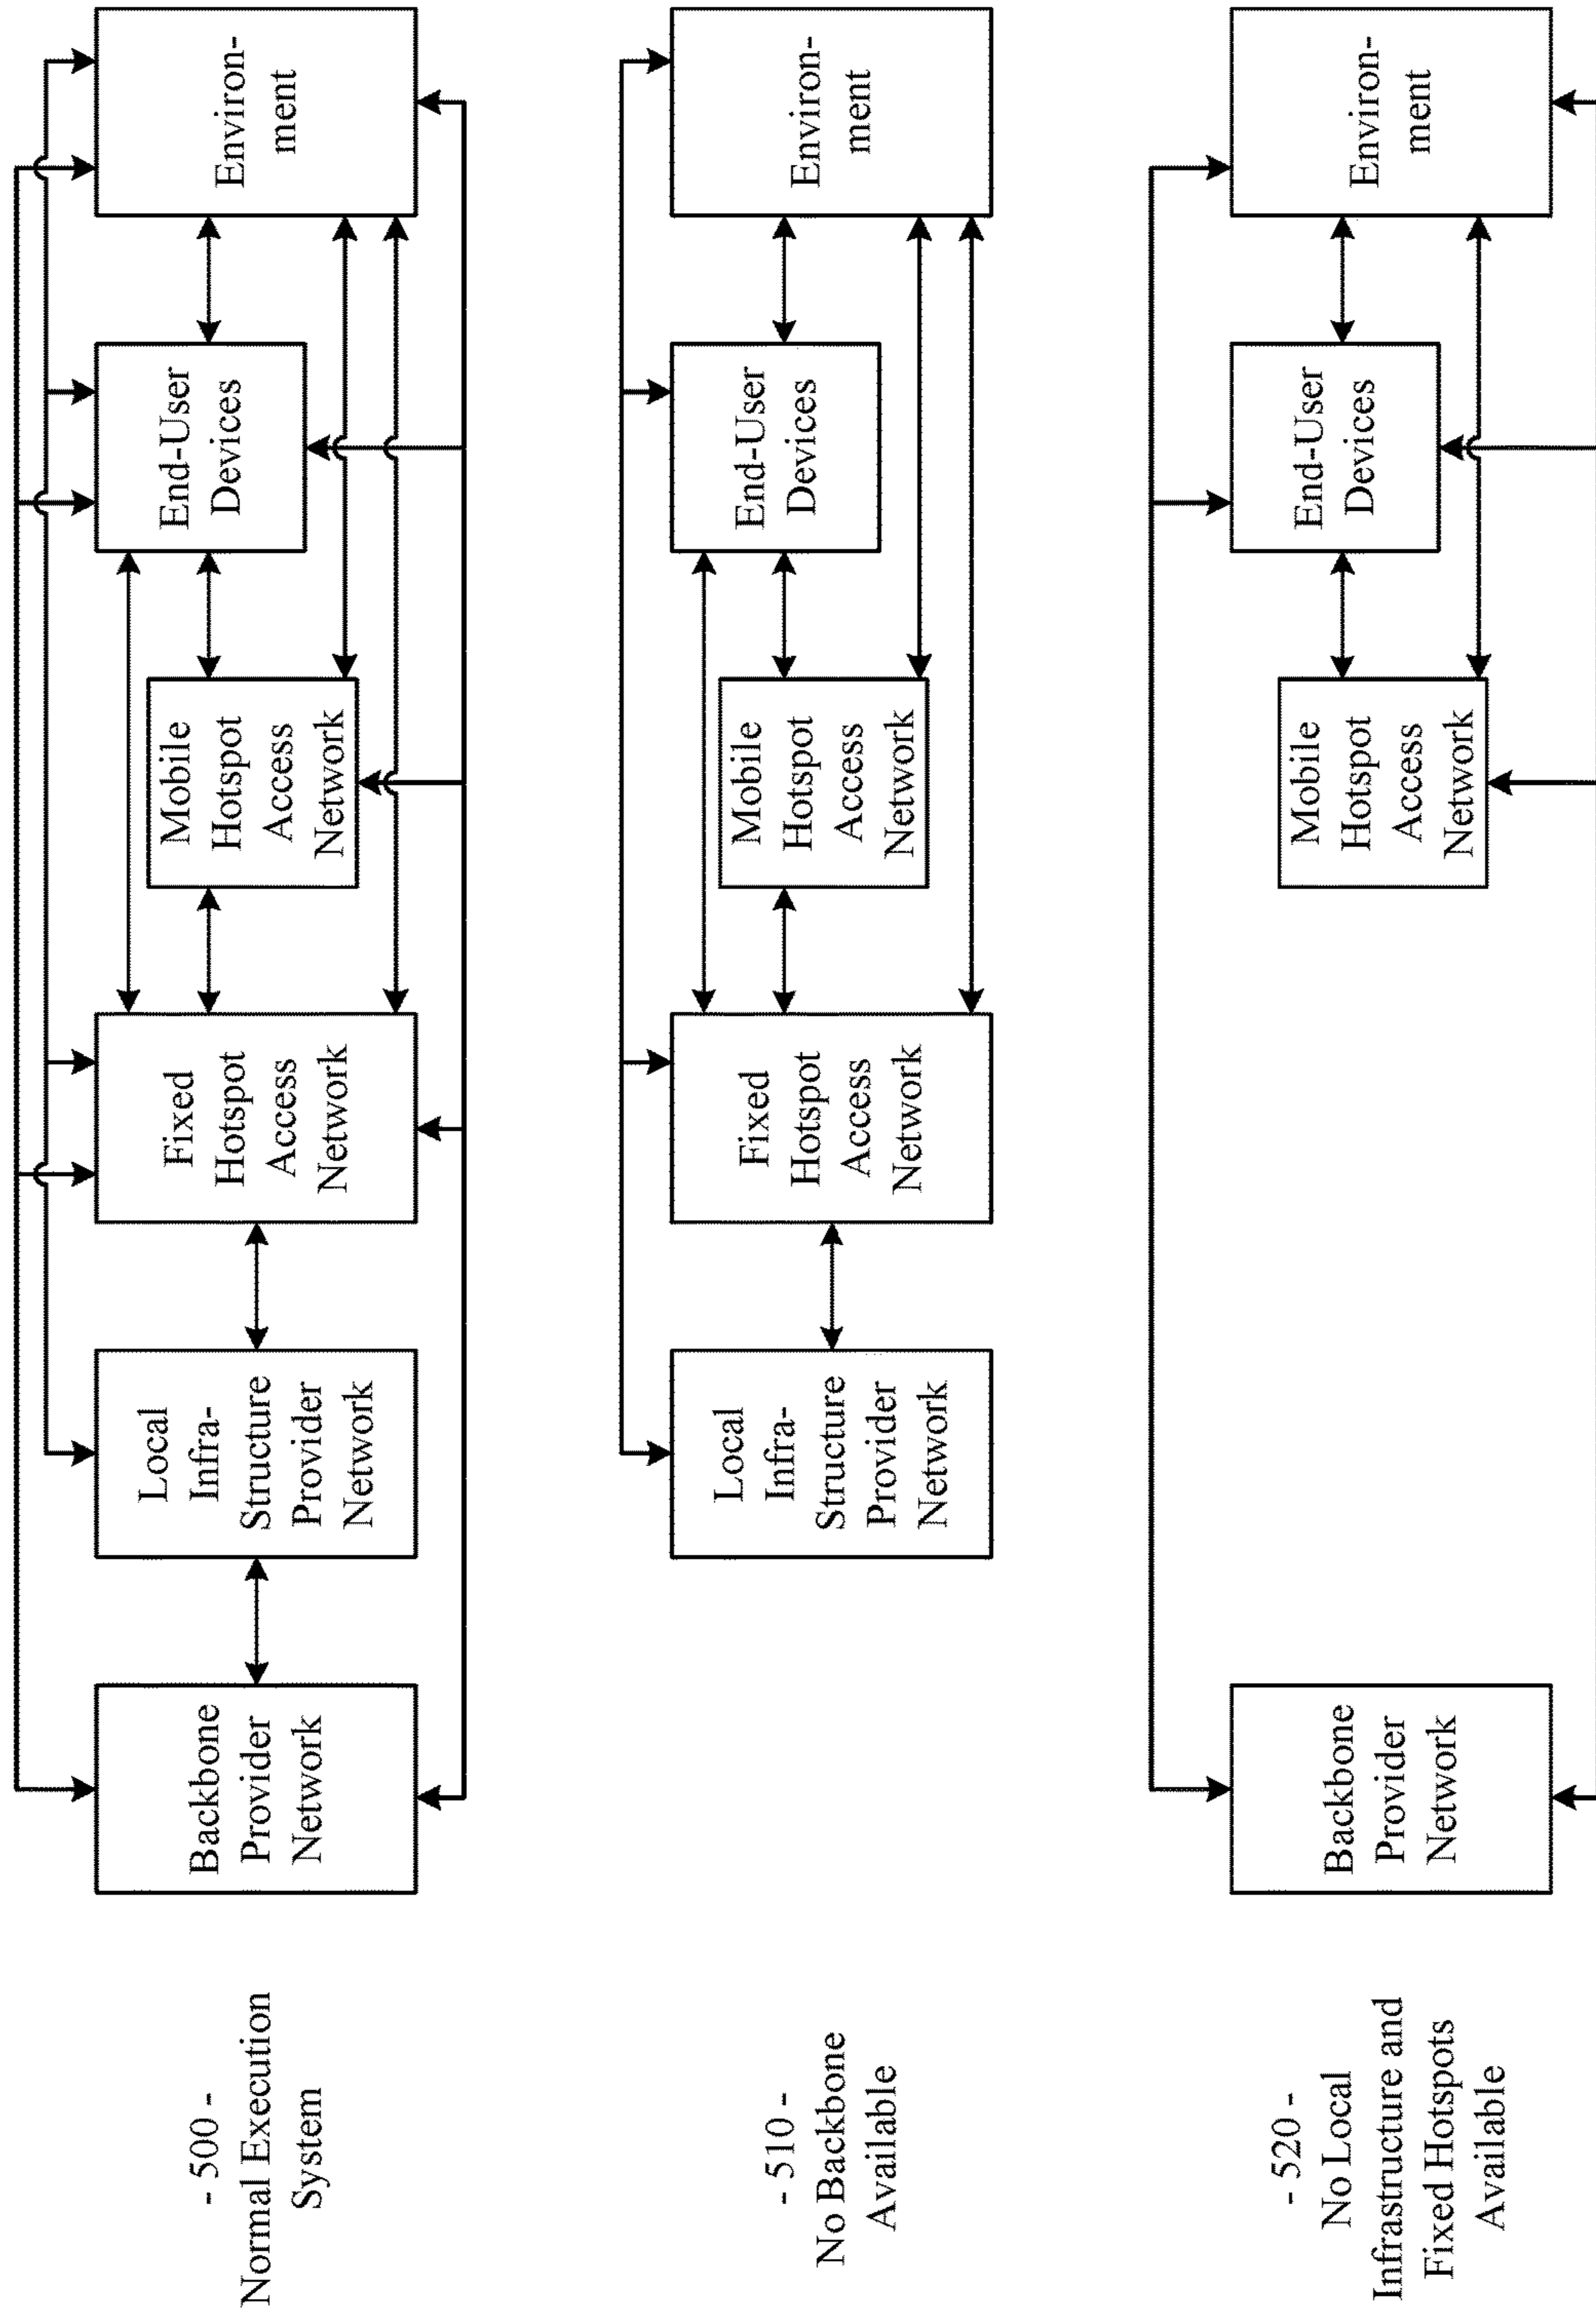 - 500 -
Normal Execution
System
Backbone
Provider
Network
Local
Infra-
Structure
Provider
Network
Fixed
Hotspot
Access
Network
Mobile
Hotspot
Access
Network
End-User
Devices
Environ-
ment
- 510 -
No Backbone
Available
Local
Infra-
Structure
Provider
Network
Fixed
Hotspot
Access
Network
Mobile
Hotspot
Access
Network
End-User
Devices
Environ-
ment
- 520 -
No Local
Infrastructure and
Fixed Hotspots
Available
Backbone
Provider
Network
Mobile
Hotspot
Access
Network
End-User
Devices
Environ-
ment